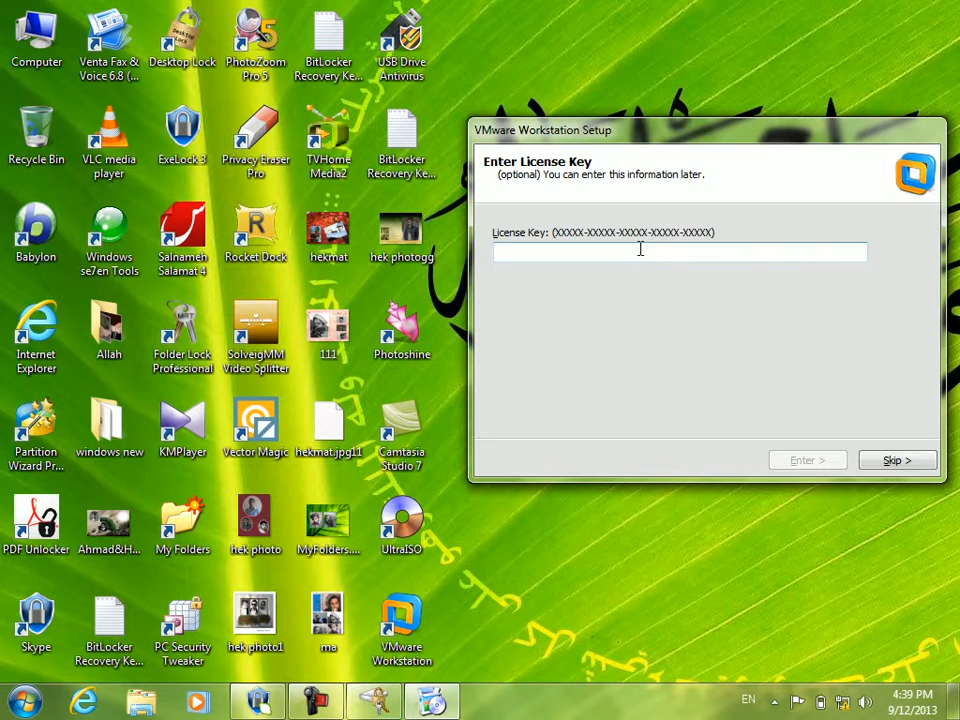 Computer
Venta Fax &
Voice 6.8 (...
Desktop Lock
PhotoZoom
Pro 5
BitLocker
Recovery Ke...
USB Drive
Antivirus
Recycle Bin
VLC media
player
ExeLock 3
Privacy Eraser
Pro
TVHome
Media2
BitLocker
Recovery Ke...
Babylon
Windows
se7en Tools
Salnameh
Salamat 4
Rocket Dock
hekmat
hek photogg
Internet
Explorer
Allah
Folder Lock
Professional
SolveigMM
Video Splitter
111
Photoshine
Partition
Wizard Pr...
windows new
KMPlayer
Vector Magic
hekmat.jpg11
Camtasia
Studio 7
PDF Unlocker
Ahmad&H...
My Folders
hek photo
MyFolders....
UltraISO
Skype
BitLocker
Recovery Ke...
PC Security
Tweaker
hek photo1
ma
VMware
Workstation
VMware Workstation Setup
Enter License Key
(optional) You can enter this information later.
License Key: (XXXXX-XXXXX-XXXXX-XXXXX-XXXXX)
Enter >
Skip >
EN
4:39 PM
9/12/2013